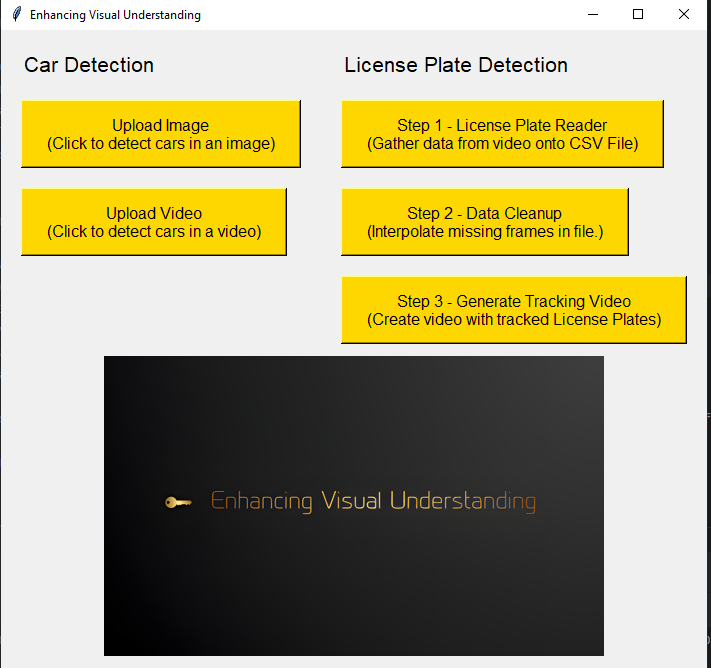 Enhancing Visual Understanding
Car Detection
Upload Image
(Click to detect cars in an image)
Upload Video
(Click to detect cars in a video)
License Plate Detection
Step 1 - License Plate Reader
(Gather data from video onto CSV File)
Step 2 - Data Cleanup
(Interpolate missing frames in file.)
Step 3 - Generate Tracking Video
(Create video with tracked License Plates)
Enhancing Visual Understanding